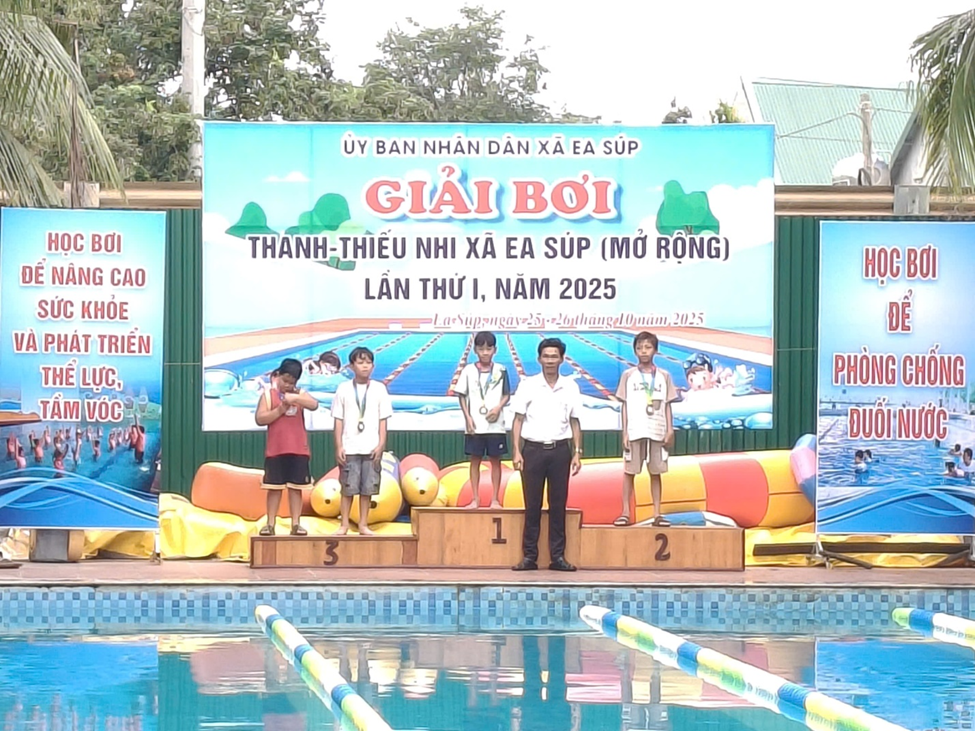 ỦY BAN NHÂN DÂN XÃ EA SÚP
GIẢI BƠI
THANH-THIẾU NHI XÃ EA SÚP (MỞ RỘNG)
LẦN THỨ I, NĂM 2025
Ea Súp, ngày 25 - 26 tháng 10 năm 2025
HỌC BƠI
ĐỂ NÂNG CAO
SỨC KHỎE
VÀ PHÁT TRIỂN
THỂ LỰC,
TẦM VÓC
HỌC BƠI
ĐỂ
PHÒNG CHỐNG
ĐUỐI NƯỚC
3
1
2